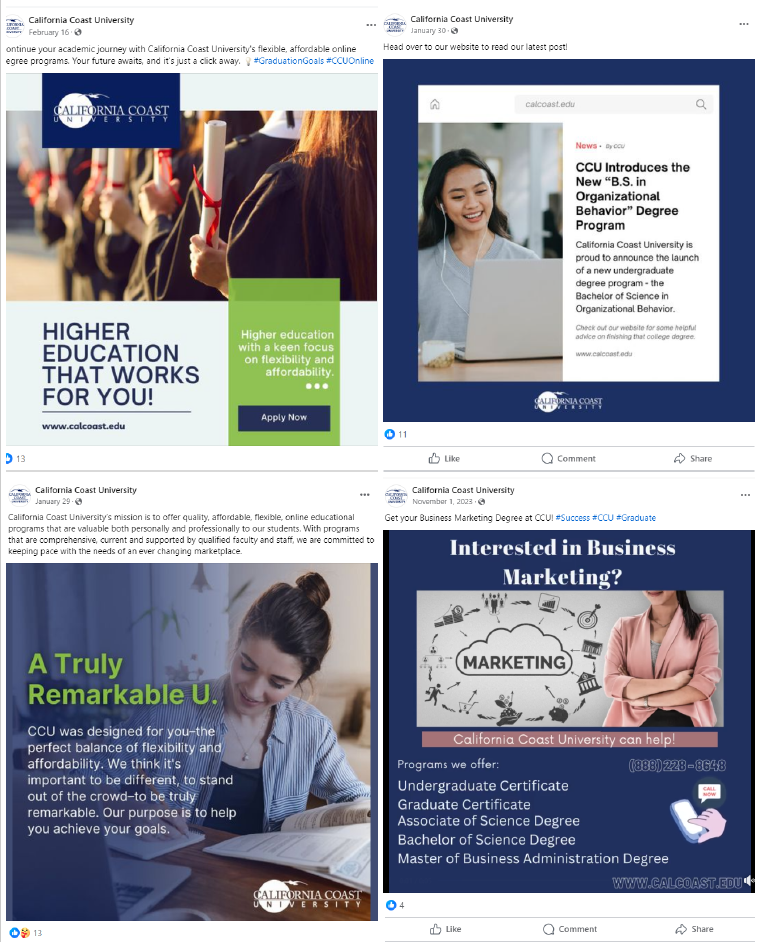 California Coast University
February 16
ontinue your academic journey with California Coast University's flexible, affordable online
egree programs. Your future awaits, and it's just a click away. 💡 #GraduationGoals #CCUOnline
CALIFORNIA COAST
UNIVERSITY
HIGHER
EDUCATION
THAT WORKS
FOR YOU!
www.calcoast.edu
Higher education
with a keen focus
on flexibility and
affordability.
Apply Now
13
California Coast University
January 30
Head over to our website to read our latest post!
calcoast.edu
News • By CCU
CCU Introduces the
New “B.S. in
Organizational
Behavior” Degree
Program
California Coast University is
proud to announce the launch
of a new undergraduate
degree program - the
Bachelor of Science in
Organizational Behavior.
Check out our website for some helpful
advice on finishing that college degree.
www.calcoast.edu
CALIFORNIA COAST
UNIVERSITY
11
Like Comment Share
California Coast University
January 29
California Coast University's mission is to offer quality, affordable, flexible, online educational
programs that are valuable both personally and professionally to our students. With programs
that are comprehensive, current and supported by qualified faculty and staff, we are committed to
keeping pace with the needs of an ever changing marketplace.
A Truly
Remarkable U.
CCU was designed for you–the
perfect balance of flexibility and
affordability. We think it's
important to be different, to stand
out of the crowd–to be truly
remarkable. Our purpose is to help
you achieve your goals.
CALIFORNIA COAST
UNIVERSITY
13
California Coast University
November 1, 2023
Get your Business Marketing Degree at CCU! #Success #CCU #Graduate
Interested in Business
Marketing?
MARKETING
California Coast University can help!
Programs we offer:
(888) 228-8648
Undergraduate Certificate
Graduate Certificate
Associate of Science Degree
Bachelor of Science Degree
Master of Business Administration Degree
CALL
NOW
WWW.CALCOAST.EDU
4
Like Comment Share